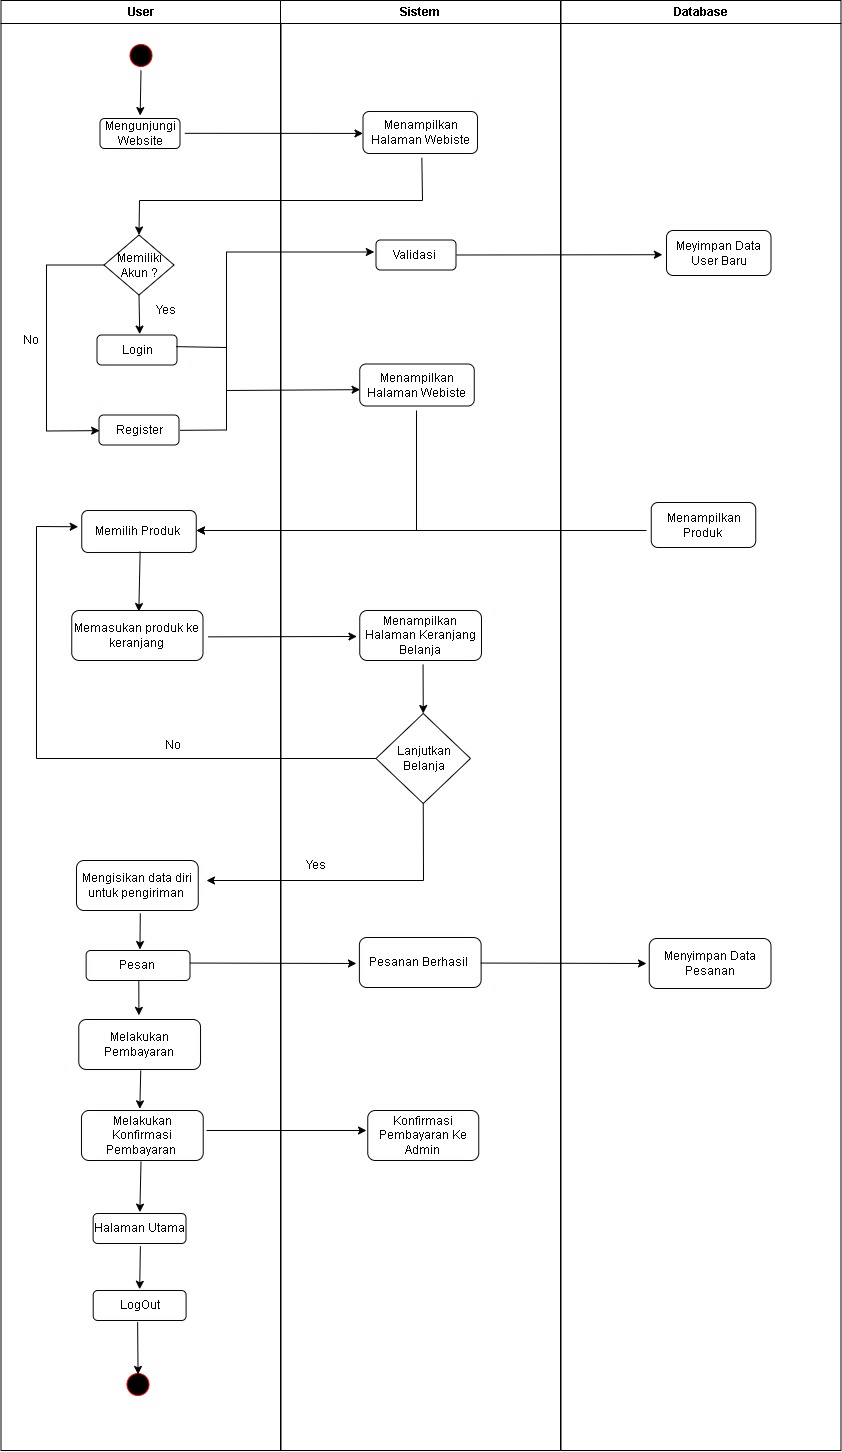 User
Sistem
Database
Mengunjungi
Website
Menampilkan
Halaman Webiste
Memiliki
Akun ?
Yes
No
Validasi
Meyimpan Data
User Baru
Login
Menampilkan
Halaman Webiste
Register
Memilih Produk
Menampilkan
Produk
Memasukan produk ke
keranjang
Menampilkan
Halaman Keranjang
Belanja
No
Lanjutkan
Belanja
Yes
Mengisikan data diri
untuk pengiriman
Pesan
Pesanan Berhasil
Menyimpan Data
Pesanan
Melakukan
Pembayaran
Melakukan
Konfirmasi
Pembayaran
Konfirmasi
Pembayaran Ke
Admin
Halaman Utama
LogOut